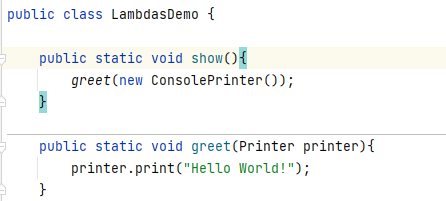 public class LambdasDemo {
public static void show(){
greet(new ConsolePrinter());
}
public static void greet(Printer printer){
printer.print("Hello World!");
}